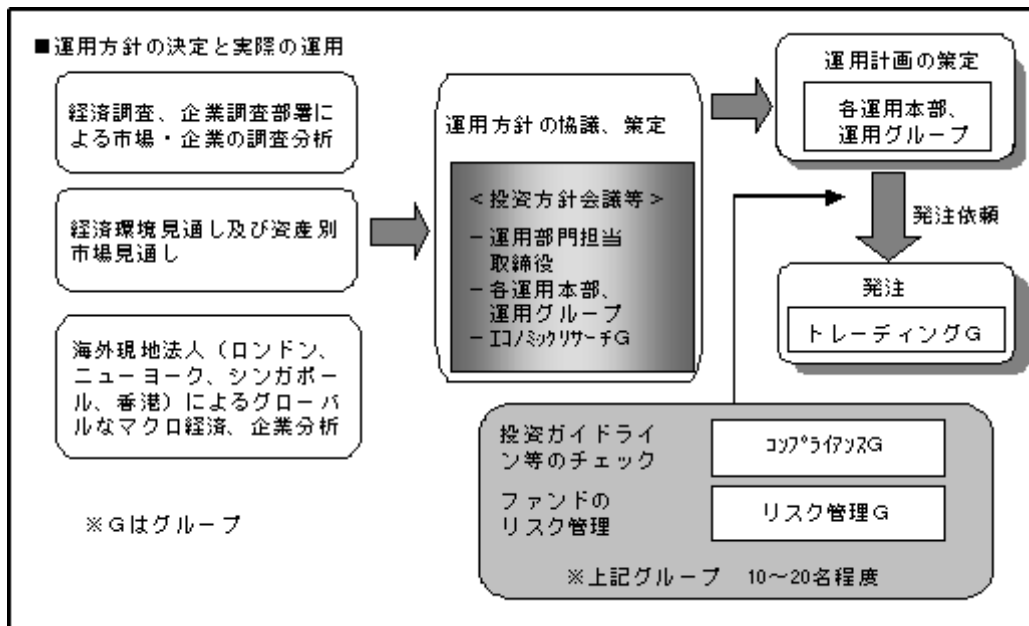 ■運用方針の決定と実際の運用
経済調査、企業調査部署に
よる市場・企業の調査分析
経済環境見通し及び資産別
市場見通し
海外現地法人（ロンドン、
ニューヨーク、シンガポー
ル、香港）によるグローバ
ルなマクロ経済、企業分析
※Ｇはグループ
運用方針の協議、策定
＜投資方針会議等＞
－運用部門担当
取締役
－各運用本部、
運用グループ
－ｴｺﾉﾐｯｸﾘｻｰﾁＧ
運用計画の策定
各運用本部、
運用グループ
発注依頼
発注
トレーディングＧ
投資ガイドライ
ン等のチェック
ｺﾝﾌﾟﾗｲｱﾝｽＧ
ファンドの
リスク管理
リスク管理Ｇ
※上記グループ　10～20名程度